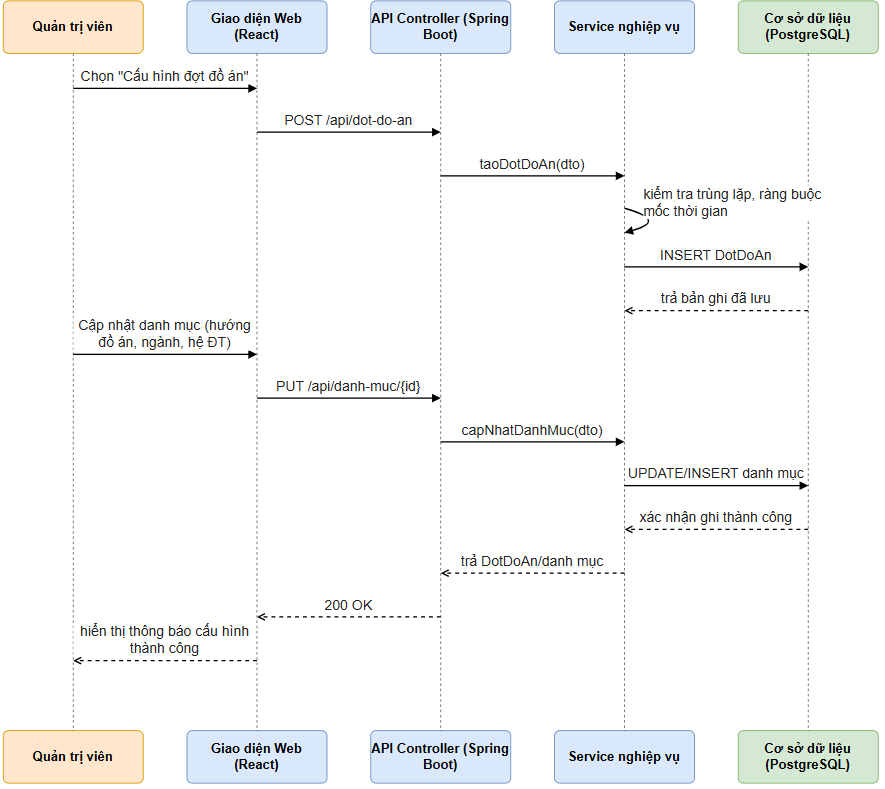 Quản trị viên
Giao diện Web
(React)
API Controller (Spring
Boot)
Service nghiệp vụ
Cơ sở dữ liệu
(PostgreSQL)
Chọn "Cấu hình đợt đồ án"
POST /api/dot-do-an
taoDotDoAn(dto)
kiểm tra trùng lặp, ràng buộc
mốc thời gian
INSERT DotDoAn
trả bản ghi đã lưu
Cập nhật danh mục (hướng
đồ án, ngành, hệ ĐT)
PUT /api/danh-muc/{id}
capNhatDanhMuc(dto)
UPDATE/INSERT danh mục
xác nhận ghi thành công
trả DotDoAn/danh mục
200 OK
hiển thị thông báo cấu hình
thành công
Quản trị viên
Giao diện Web
(React)
API Controller (Spring
Boot)
Service nghiệp vụ
Cơ sở dữ liệu
(PostgreSQL)